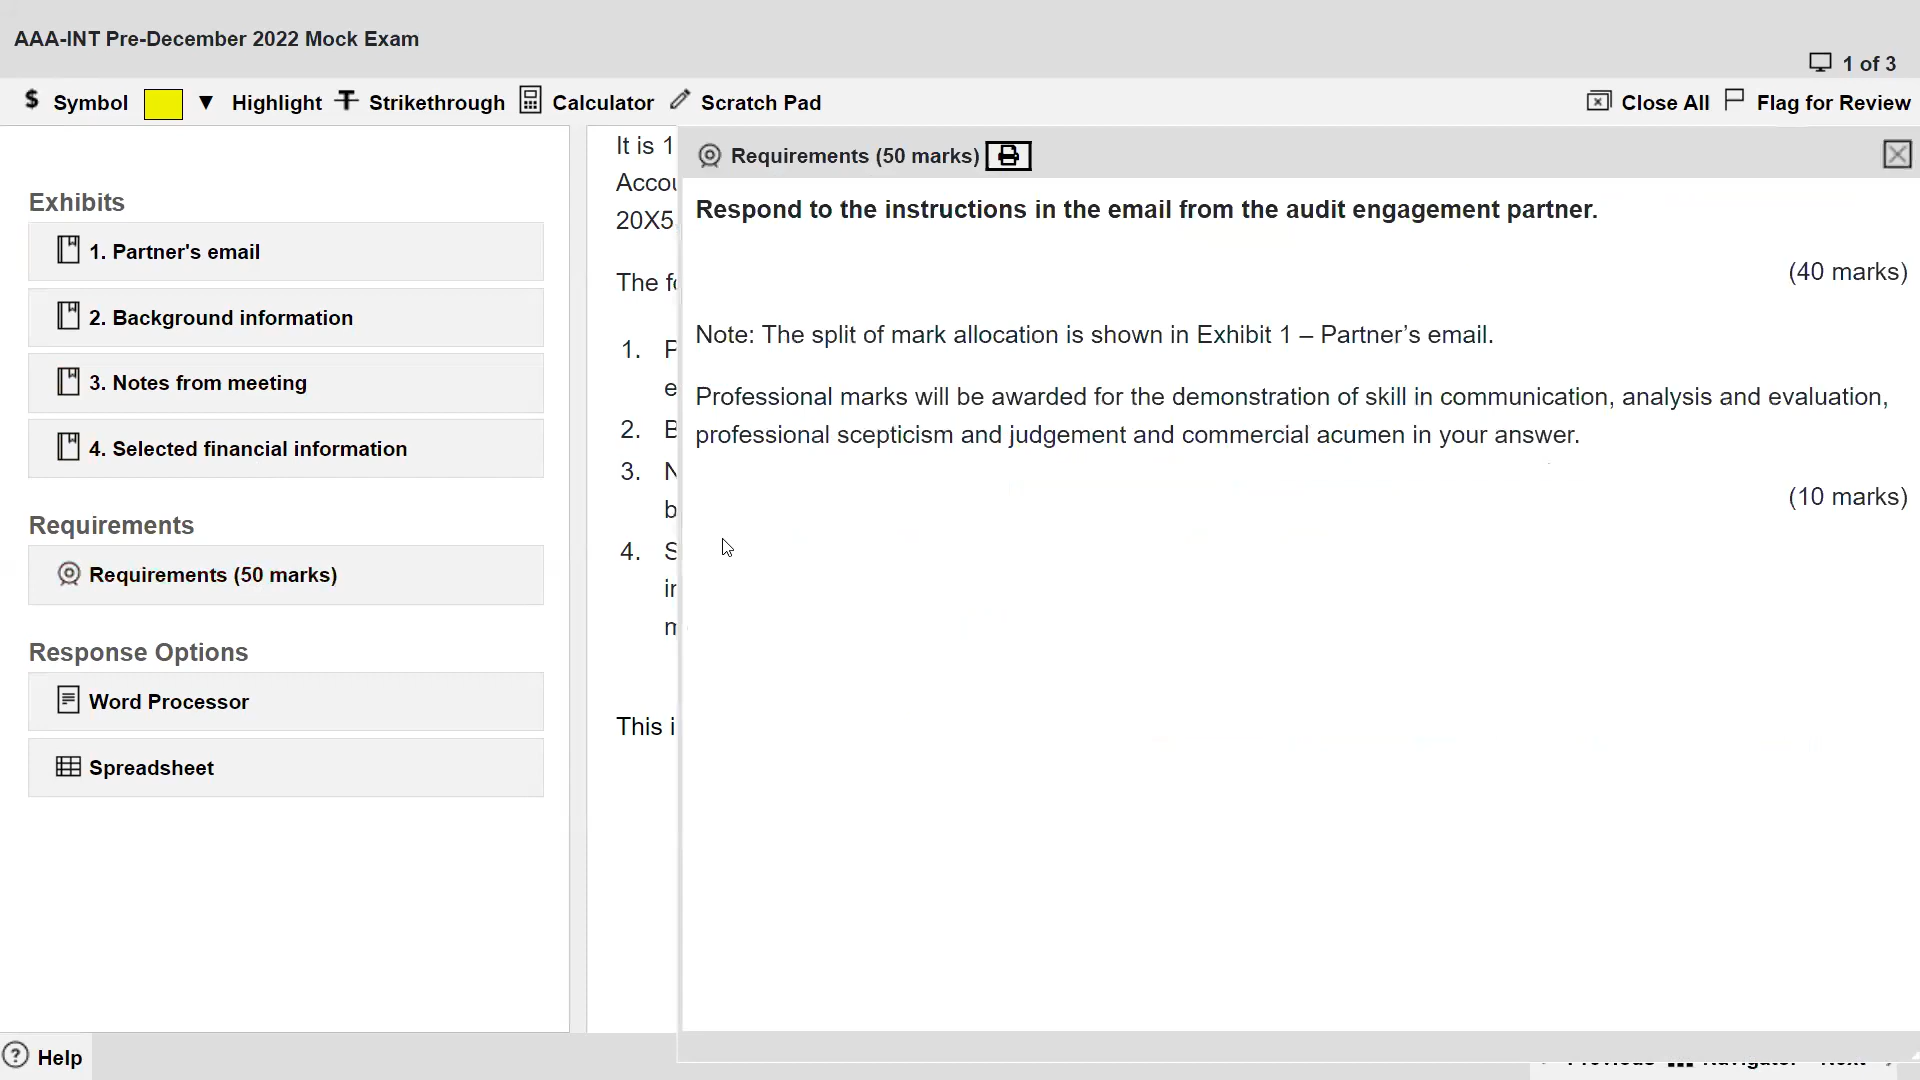 AAA-INT Pre-December 2022 Mock Exam
1 of 3
Symbol
Highlight
Strikethrough
Calculator
Scratch Pad
Close All
Flag for Review
Exhibits
1. Partner's email
2. Background information
3. Notes from meeting
4. Selected financial information
Requirements
Requirements (50 marks)
Response Options
Word Processor
Spreadsheet
It is 1
20X5
1.
2.
3.
4.
This i
Requirements (50 marks)
Respond to the instructions in the email from the audit engagement partner.
(40 marks)
Note: The split of mark allocation is shown in Exhibit 1 – Partner’s email.
Professional marks will be awarded for the demonstration of skill in communication, analysis and evaluation,
professional scepticism and judgement and commercial acumen in your answer.
(10 marks)
Help